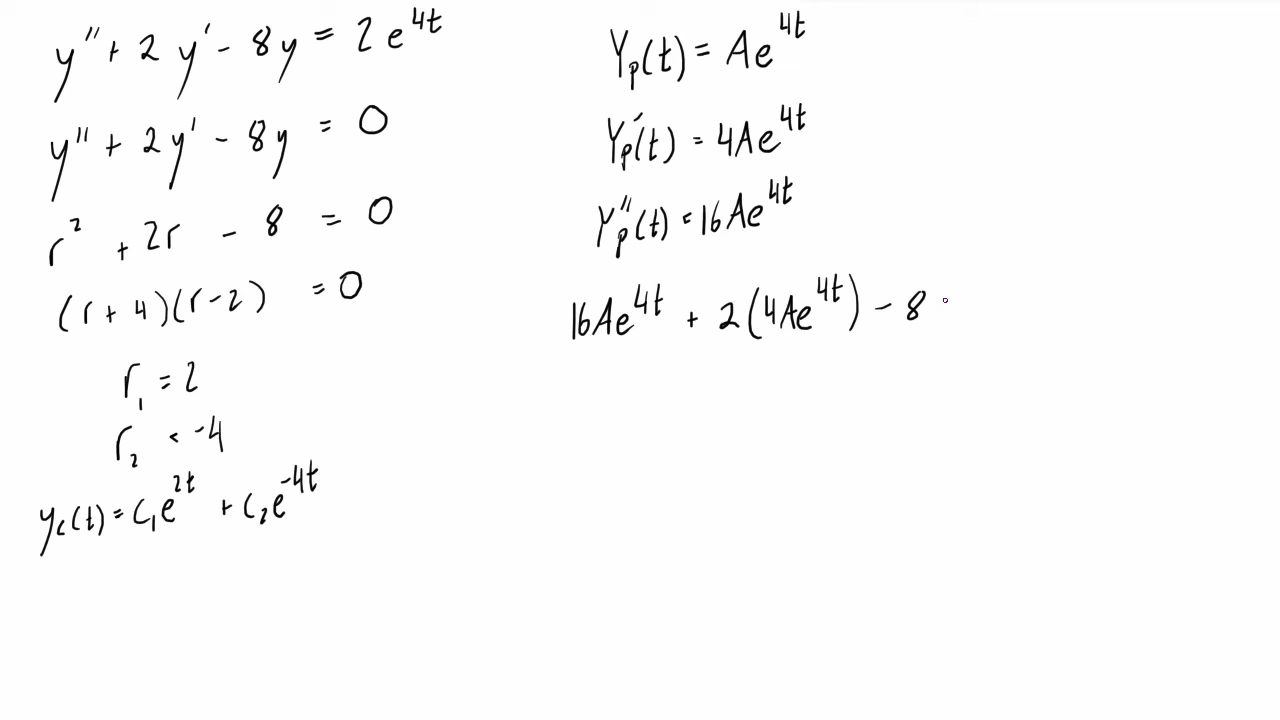 y'' + 2y' - 8y = 2e^{4t}
y'' + 2y' - 8y = 0
r² + 2r - 8 = 0
(r + 4)(r - 2) = 0
r₁ = 2
r₂ = -4
y_c(t) = c₁e^{2t} + c₂e^{-4t}
Y_p(t) = Ae^{4t}
Y_p'(t) = 4Ae^{4t}
Y_p''(t) = 16Ae^{4t}
16Ae^{4t} + 2(4Ae^{4t}) - 8